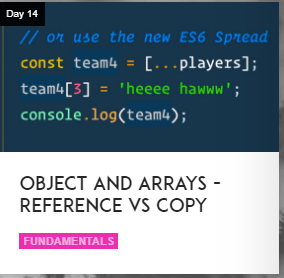 Day 14
// or use the new ES6 Spread
const team4 = [...players];
team4[3] = 'heeee hawww';
console.log(team4);
OBJECT AND ARRAYS -
REFERENCE VS COPY
FUNDAMENTALS